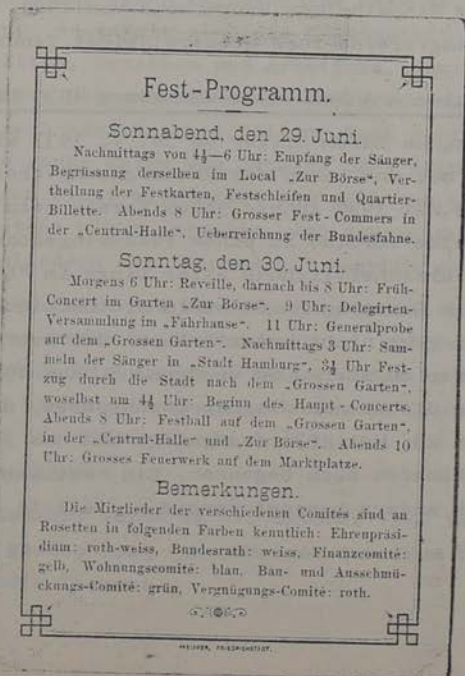 Fest-Programm.
Sonnabend, den 29. Juni.
Nachmittags von 4½—6 Uhr: Empfang der Sänger,
Begrüssung derselben im Local „Zur Börse“, Ver-
theilung der Festkarten, Festschleifen und Quartier-
Billette. Abends 8 Uhr: Grosser Fest-Commers in
der „Central-Halle“, Ueberreichung der Bundesfahne.
Sonntag, den 30. Juni.
Morgens 6 Uhr: Reveille, darnach bis 8 Uhr: Früh-
Concert im Garten „Zur Börse“. 9 Uhr: Delegirten-
Versammlung im „Fährhause“. 11 Uhr: Generalprobe
auf dem „Grossen Garten“. Nachmittags 3 Uhr: Sam-
meln der Sänger in „Stadt Hamburg“, 3½ Uhr Fest-
zug durch die Stadt nach dem „Grossen Garten“,
woselbst um 4½ Uhr: Beginn des Haupt-Concerts.
Abends 8 Uhr: Festball auf dem „Grossen Garten“,
in der „Central-Halle“ und „Zur Börse“. Abends 10
Uhr: Grosses Feuerwerk auf dem Marktplatze.
Bemerkungen.
Die Mitglieder der verschiedenen Comités sind an
Rosetten in folgenden Farben kenntlich: Ehrenpräsi-
dium: roth-weiss, Bundesrath: weiss, Finanzcomité:
gelb, Wohnungscomité: blau, Bau- und Ausschmü-
ckungs-Comité: grün, Vergnügungs-Comité: roth.
FRIEDRICHSTADT.